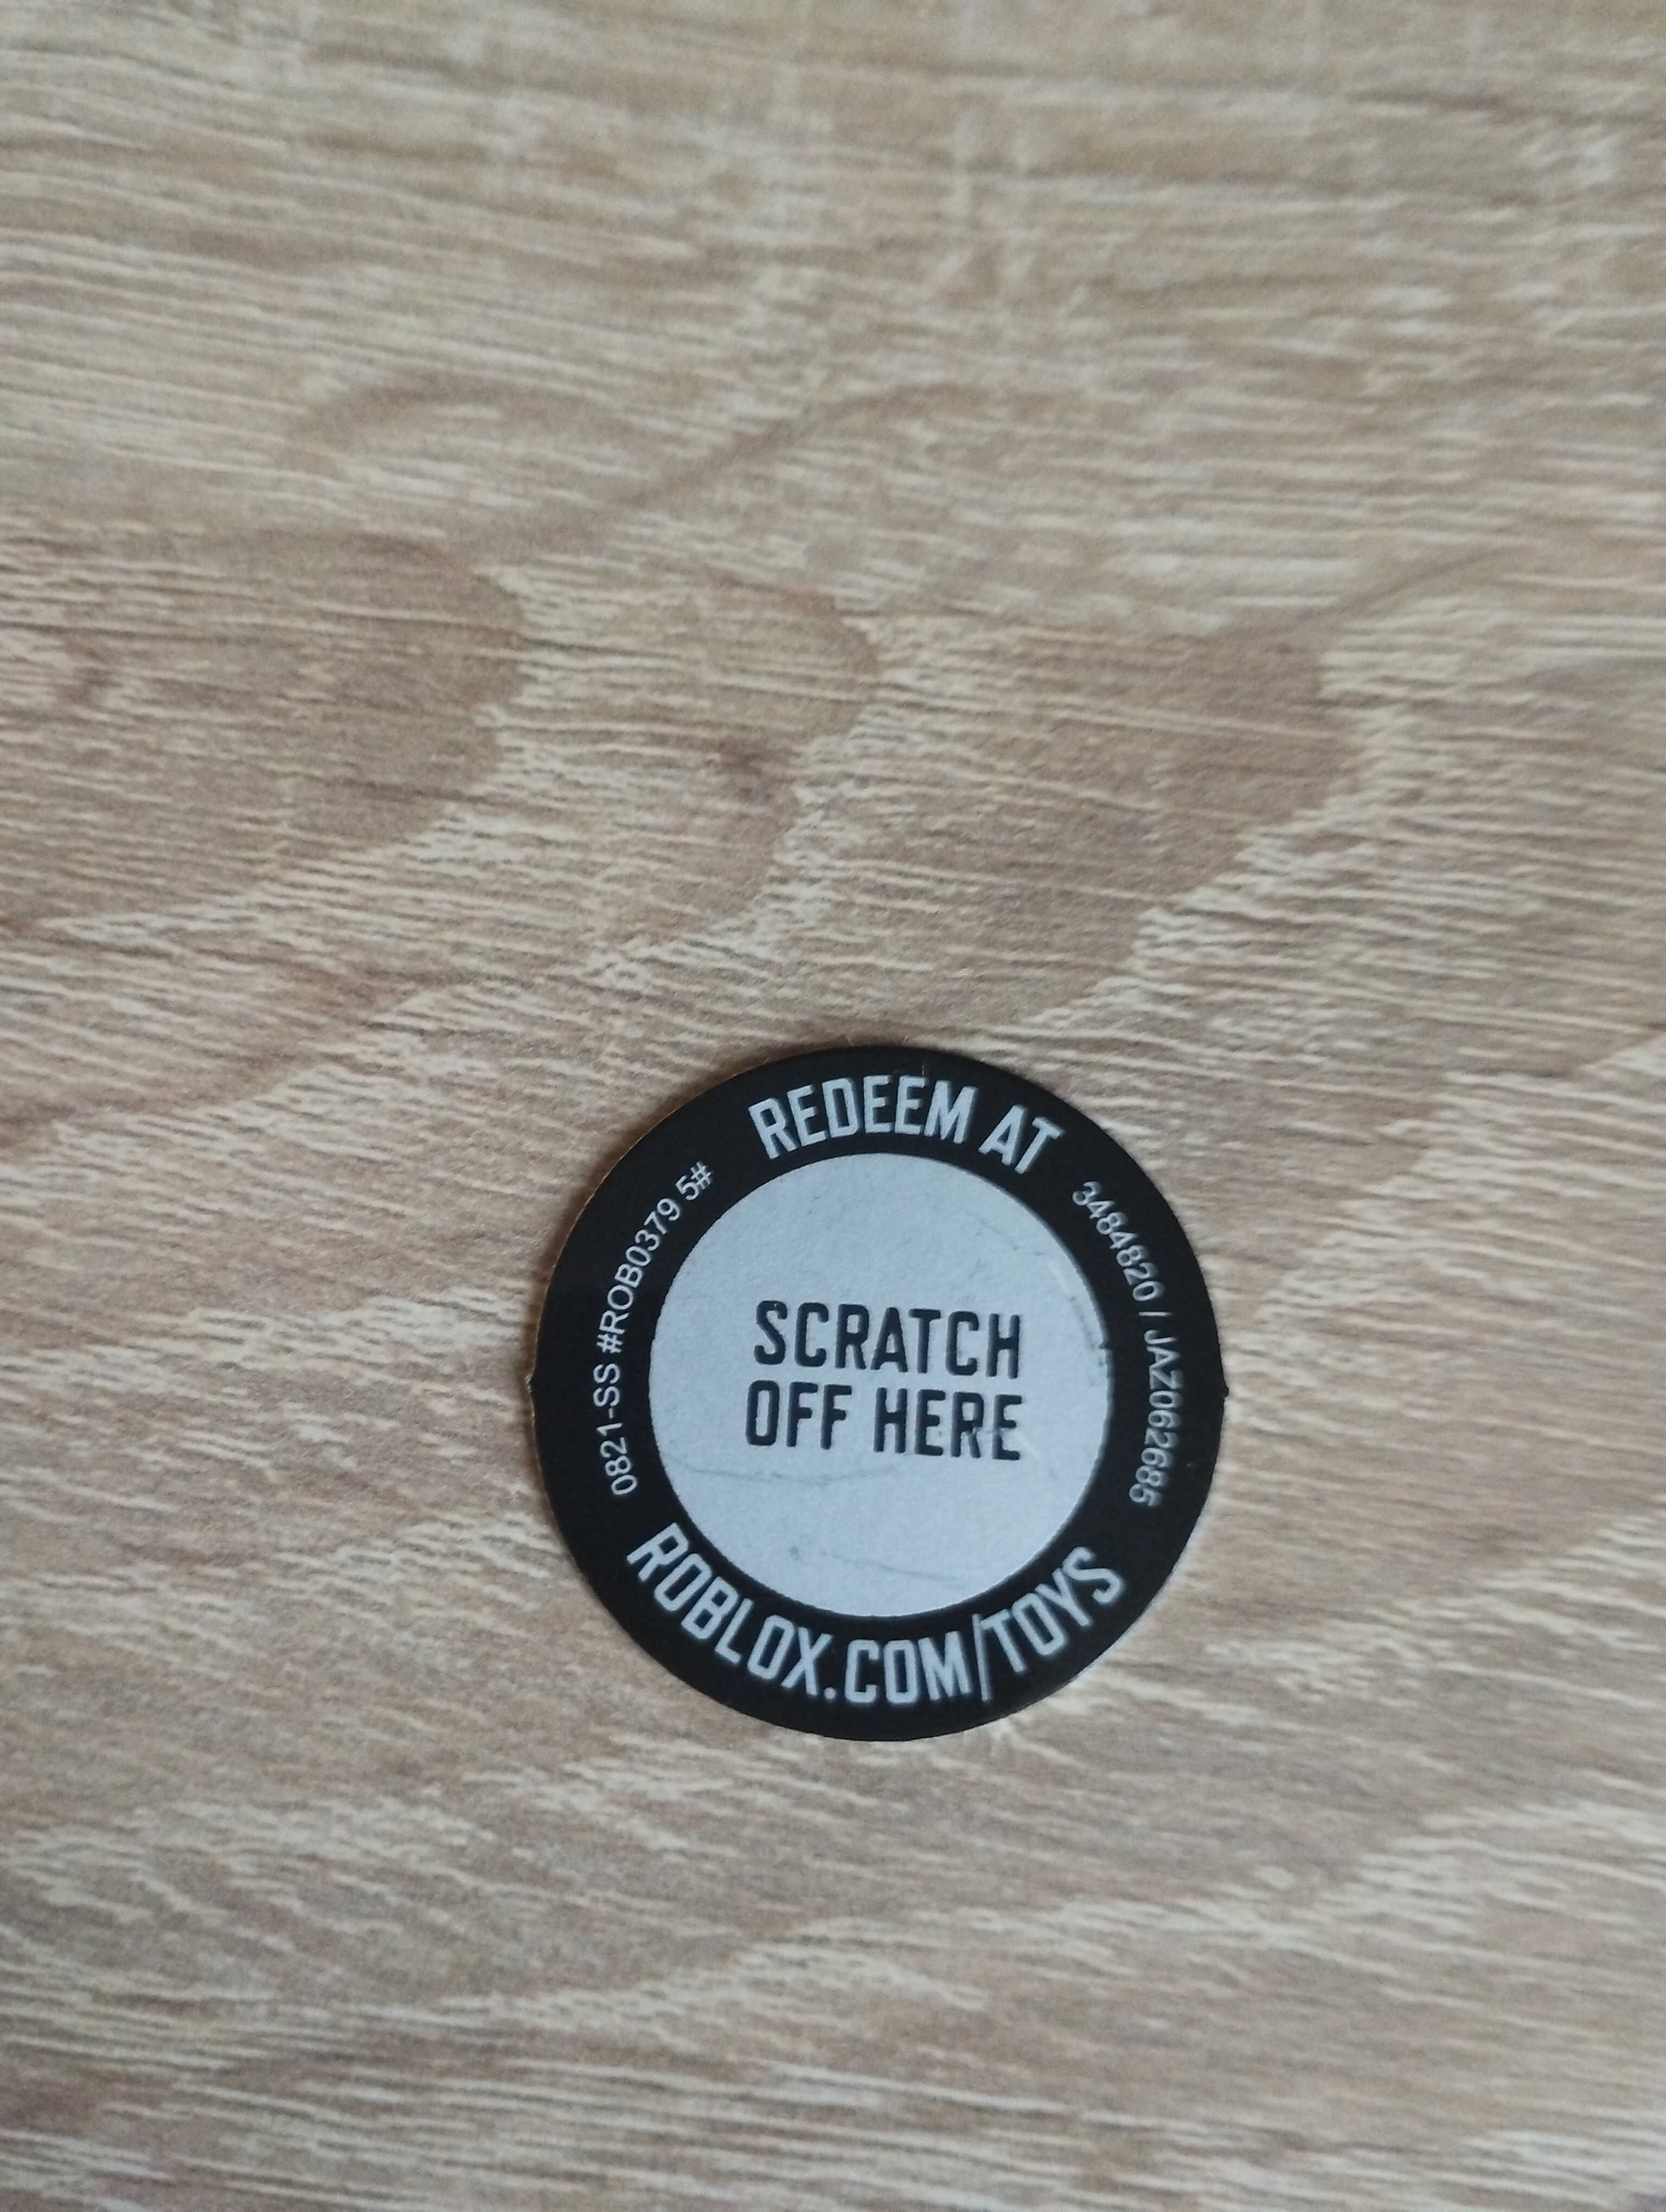 REDEEM AT
0821-SS #ROB0379 5#
3484820 / JAZ062685
SCRATCH
OFF HERE
ROBLOX.COM/TOYS